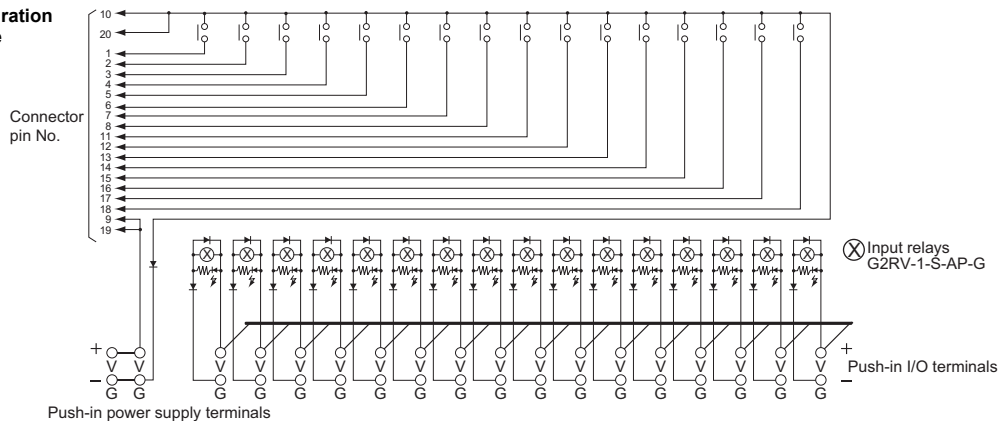 ration
e
10
20
1
2
3
4
5
6
7
8
11
12
13
14
15
16
17
18
9
19
Connector
pin No.
Input relays
G2RV-1-S-AP-G
+ V V
− G G
Push-in power supply terminals
V V V V V V V V V V V V V V V V +
G G G G G G G G G G G G G G G G −
Push-in I/O terminals